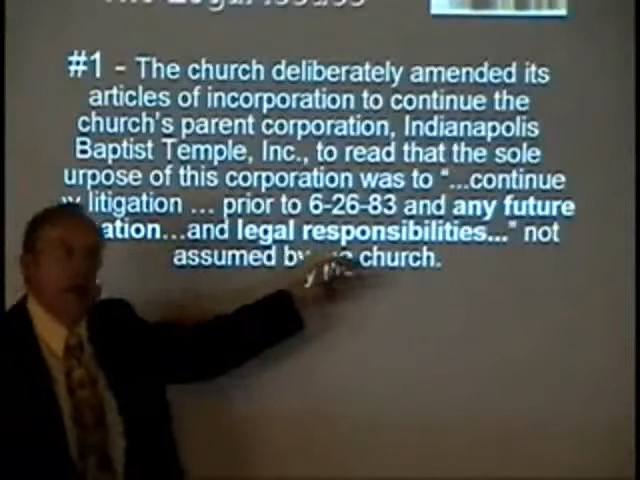 The Legal Issues
#1 - The church deliberately amended its
articles of incorporation to continue the
church's parent corporation, Indianapolis
Baptist Temple, Inc., to read that the sole
urpose of this corporation was to "...continue
litigation ... prior to 6-26-83 and any future
ation...and legal responsibilities..." not
assumed by church.